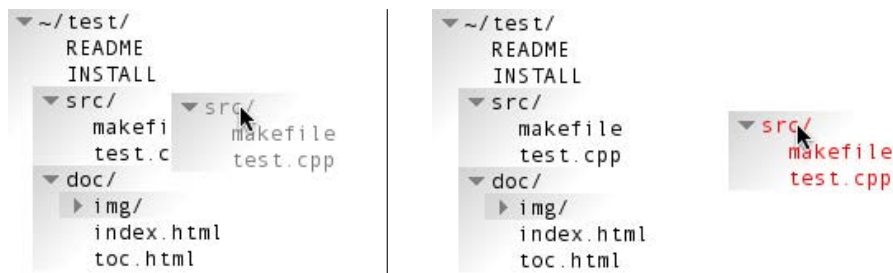 ~/test/
README
INSTALL
src/
makefi
test.c
doc/
img/
index.html
toc.html
src/
makefile
test.cpp
~/test/
README
INSTALL
src/
makefile
test.cpp
doc/
img/
index.html
toc.html
src/
makefile
test.cpp